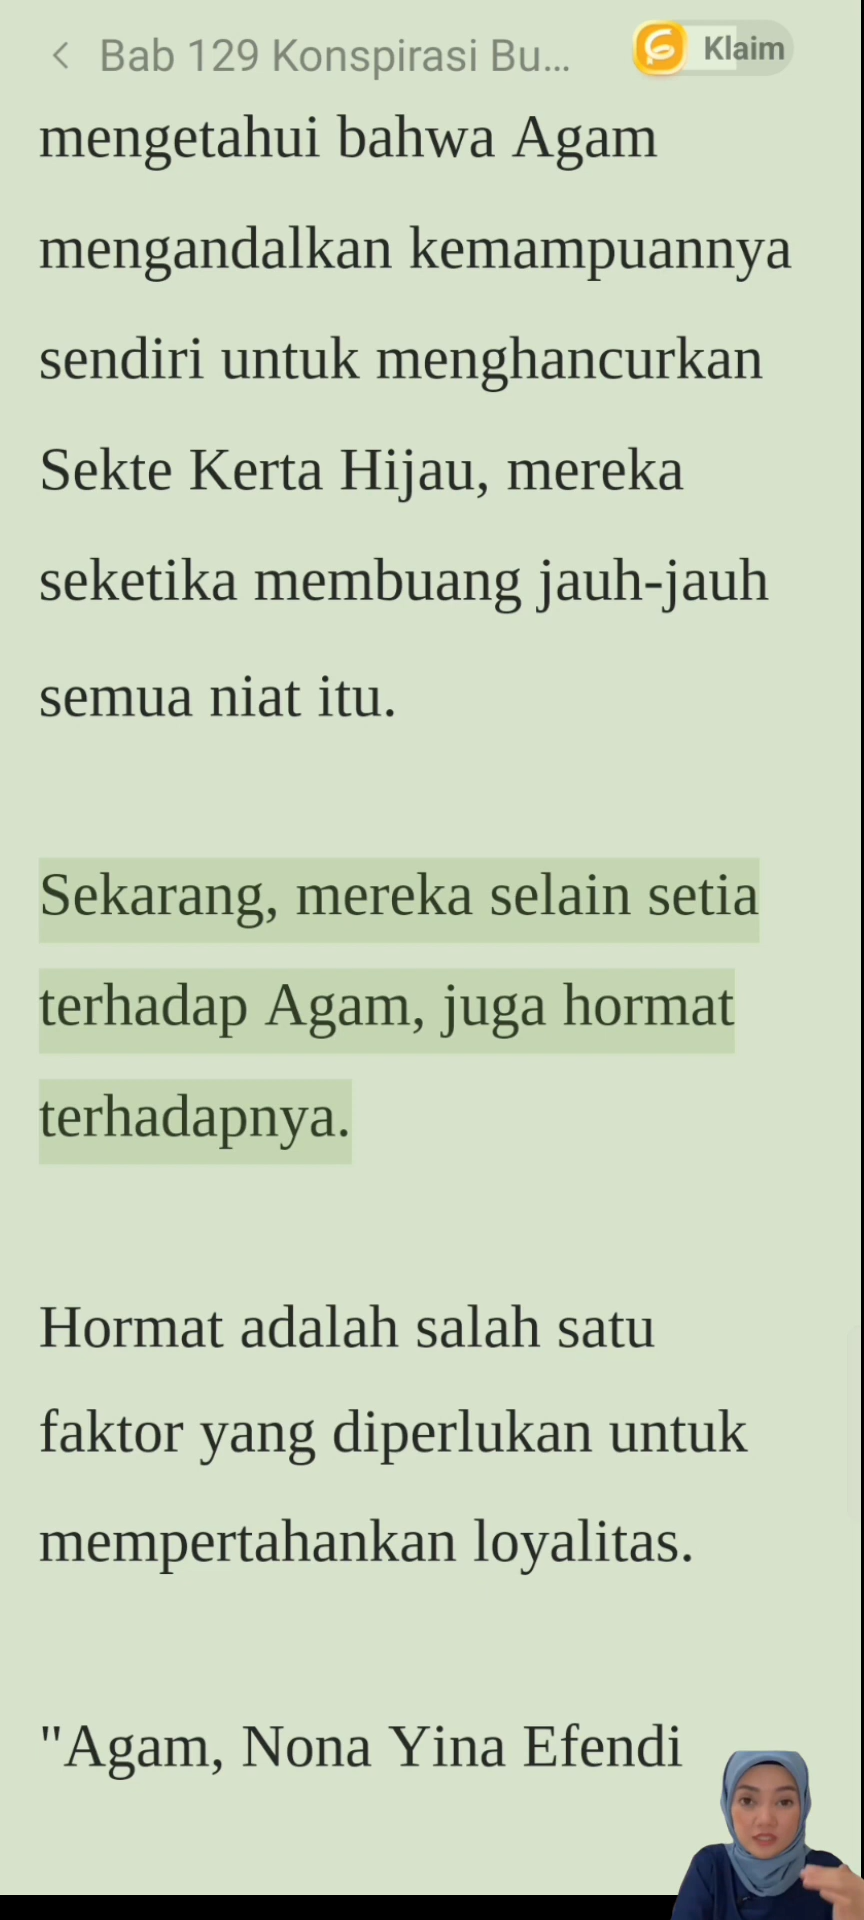 Bab 129 Konspirasi Bu...
Klaim
mengetahui bahwa Agam
mengandalkan kemampuannya
sendiri untuk menghancurkan
Sekte Kerta Hijau, mereka
seketika membuang jauh-jauh
semua niat itu.
Sekarang, mereka selain setia
terhadap Agam, juga hormat
terhadapnya.
Hormat adalah salah satu
faktor yang diperlukan untuk
mempertahankan loyalitas.
"Agam, Nona Yina Efendi